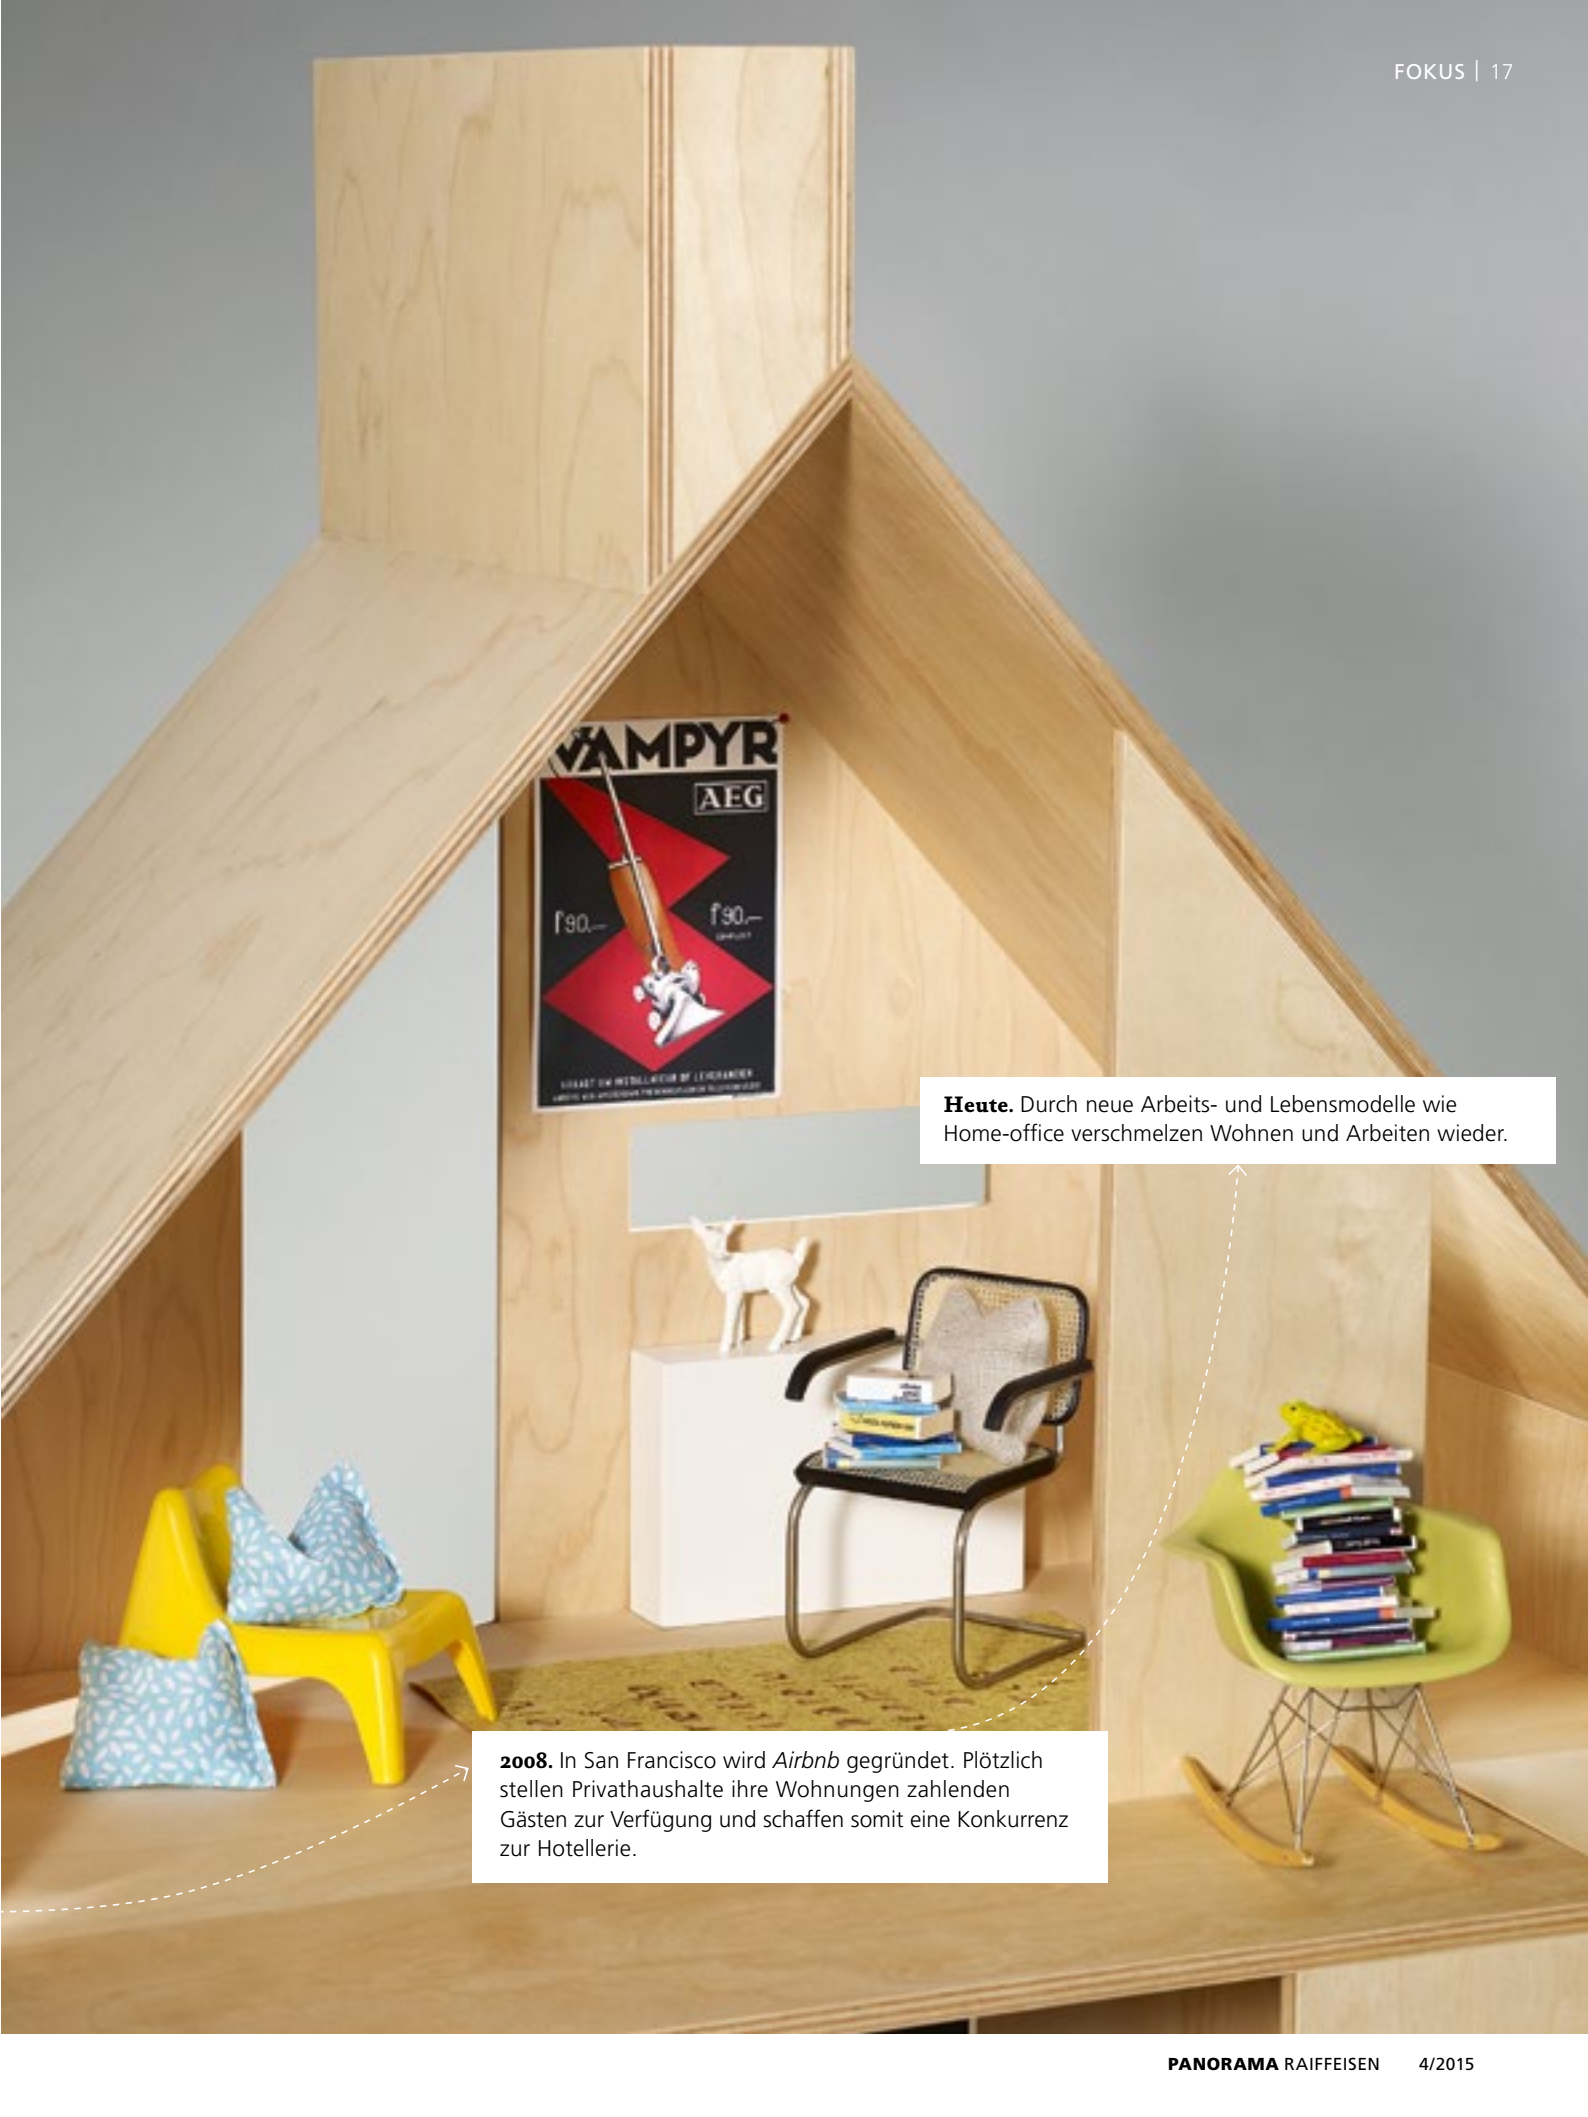 FOKUS | 17
VAMPYR
AEG
f90.—
f90.—
Heute. Durch neue Arbeits- und Lebensmodelle wie
Home-office verschmelzen Wohnen und Arbeiten wieder.
2008. In San Francisco wird Airbnb gegründet. Plötzlich
stellen Privathaushalte ihre Wohnungen zahlenden
Gästen zur Verfügung und schaffen somit eine Konkurrenz
zur Hotellerie.
PANORAMA RAIFFEISEN 4/2015